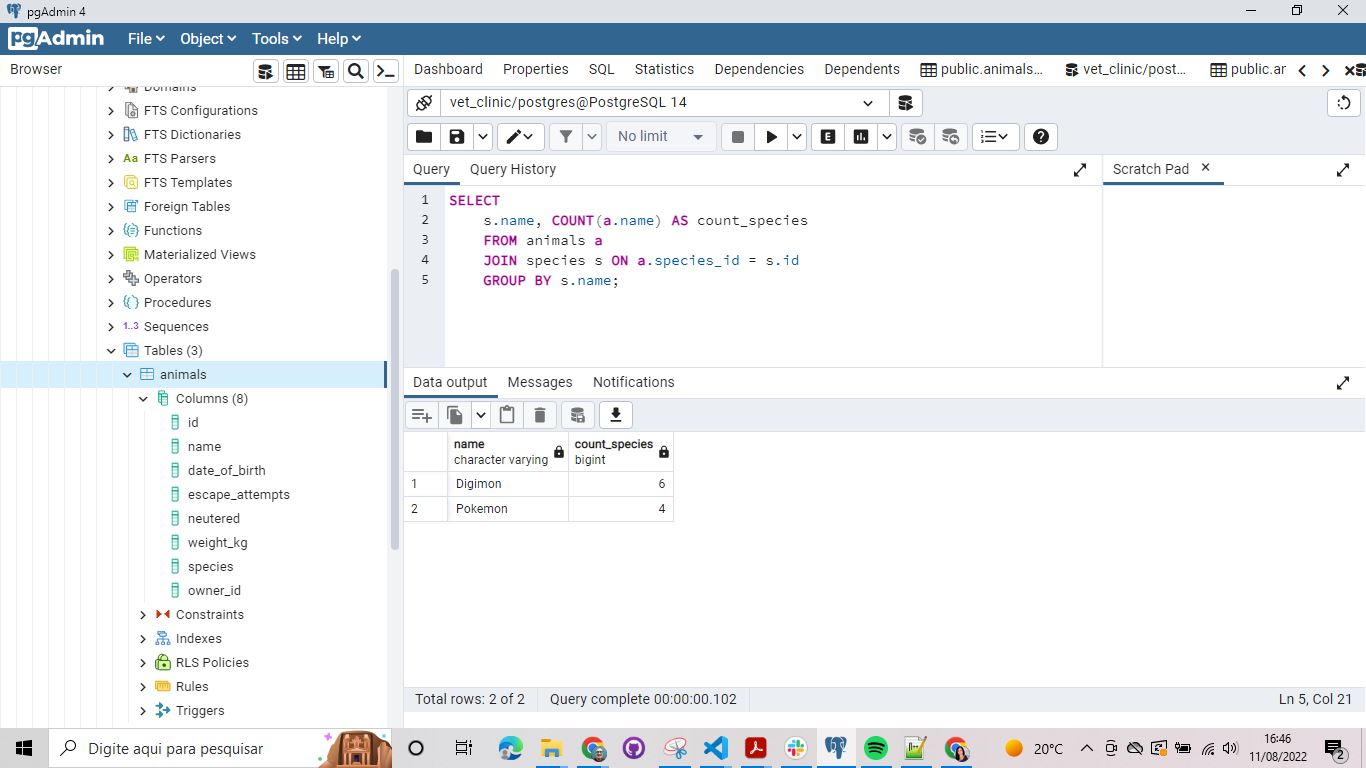 pgAdmin 4
pgAdmin File Object Tools Help
Browser
Dashboard Properties SQL Statistics Dependencies Dependents public.animals... vet_clinic/post... public.ar
Domains
FTS Configurations
FTS Dictionaries
Aa FTS Parsers
FTS Templates
Foreign Tables
Functions
Materialized Views
Operators
Procedures
1..3 Sequences
Tables (3)
animals
Columns (8)
id
name
date_of_birth
escape_attempts
neutered
weight_kg
species
owner_id
Constraints
Indexes
RLS Policies
Rules
Triggers
vet_clinic/postgres@PostgreSQL 14
No limit
E
Query Query History
Scratch Pad
1 SELECT
2 s.name, COUNT(a.name) AS count_species
3 FROM animals a
4 JOIN species s ON a.species_id = s.id
5 GROUP BY s.name;
Data output Messages Notifications
name count_species
character varying bigint
1 Digimon 6
2 Pokemon 4
Total rows: 2 of 2 Query complete 00:00:00.102 Ln 5, Col 21
Digite aqui para pesquisar
20°C
16:46
11/08/2022
2